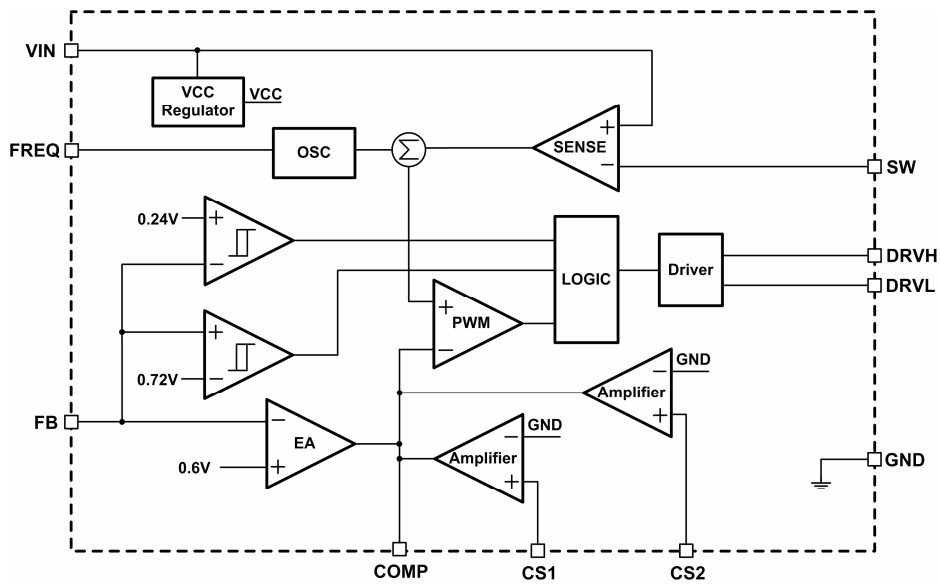 VIN
VCC
Regulator
VCC
FREQ
OSC
Σ
+
SENSE
−
SW
0.24V
+
−
LOGIC
Driver
DRVH
DRVL
+
PWM
−
+
0.72V
−
GND
−
Amplifier
+
FB
−
EA
0.6V
+
GND
−
Amplifier
+
GND
COMP
CS1
CS2